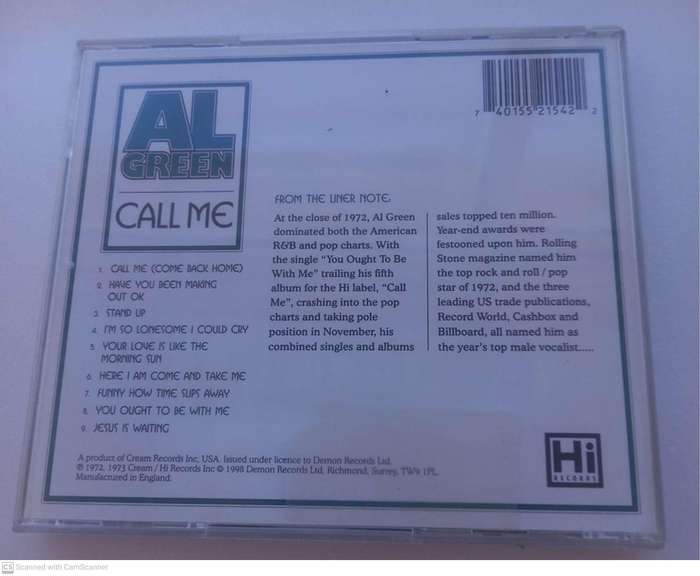 AL
GREEN
CALL ME
1. CALL ME (COME BACK HOME)
2. HAVE YOU BEEN MAKING
OUT OK
3. STAND UP
4. I'M SO LONESOME I COULD CRY
5. YOUR LOVE IS LIKE THE
MORNING SUN
6. HERE I AM COME AND TAKE ME
7. FUNNY HOW TIME SLIPS AWAY
8. YOU OUGHT TO BE WITH ME
9. JESUS IS WAITING
7 40155 21542 2
FROM THE LINER NOTE,
At the close of 1972, Al Green
dominated both the American
R&B and pop charts. With
the single "You Ought To Be
With Me" trailing his fifth
album for the Hi label, "Call
Me", crashing into the pop
charts and taking pole
position in November, his
combined singles and albums
sales topped ten million.
Year-end awards were
festooned upon him. Rolling
Stone magazine named him
the top rock and roll / pop
star of 1972, and the three
leading US trade publications,
Record World, Cashbox and
Billboard, all named him as
the year's top male vocalist.....
A product of Cream Records Inc, USA. Issued under licence to Demon Records Ltd.
℗ 1972, 1973 Cream / Hi Records Inc © 1998 Demon Records Ltd, Richmond, Surrey, TW9 1PL.
Manufactured in England.
Hi
RECORDS
CS Scanned with CamScanner